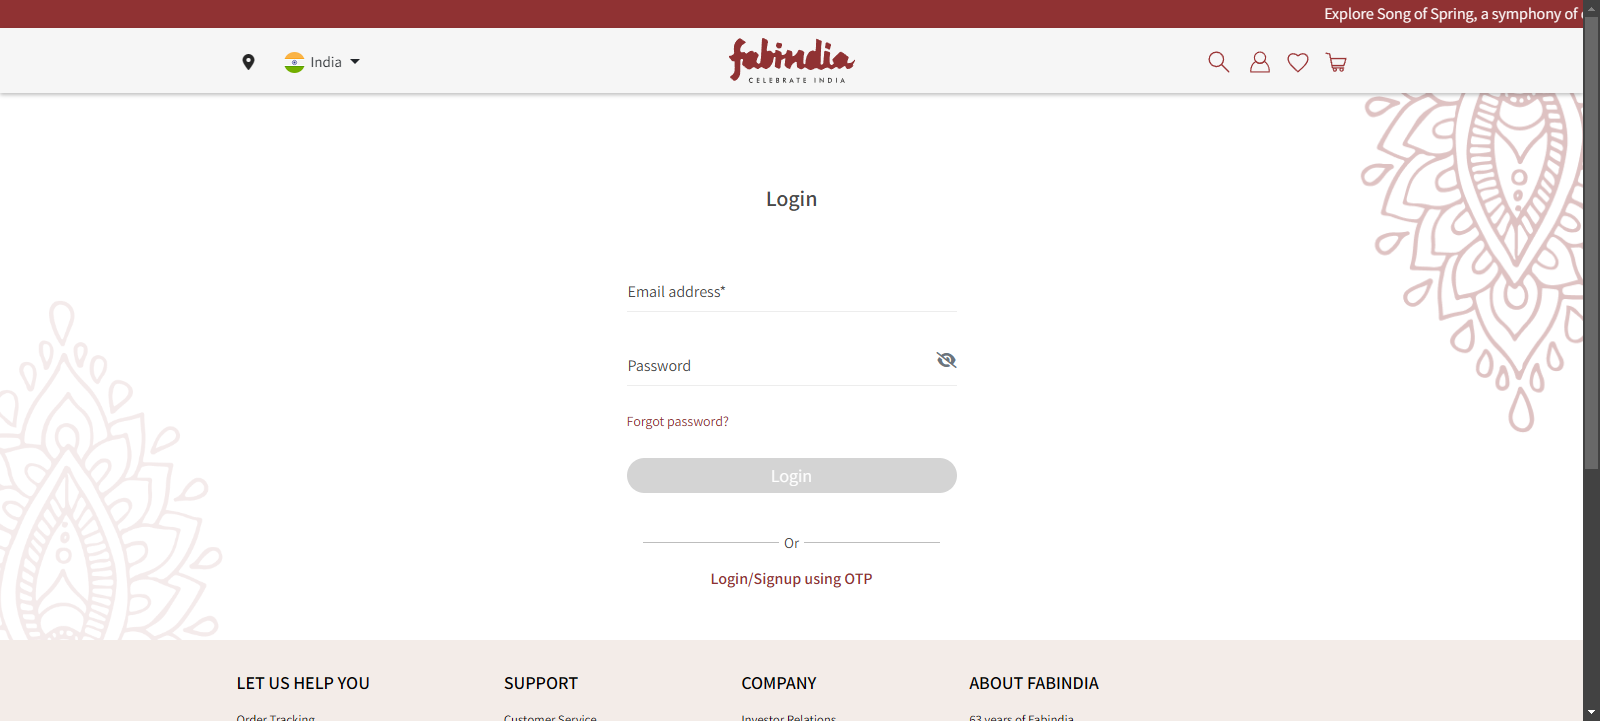 Explore Song of Spring, a symphony of
India
fabindia
CELEBRATE INDIA
Login
Email address*
Password
Forgot password?
Login
Or
Login/Signup using OTP
LET US HELP YOU
SUPPORT
COMPANY
ABOUT FABINDIA
Order Tracking
Customer Service
Investor Relations
63 years of Fabindia